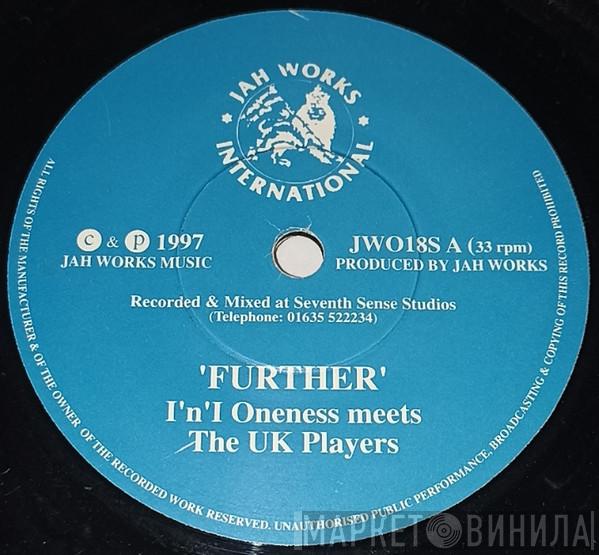 JAH WORKS
INTERNATIONAL
c & p 1997
JAH WORKS MUSIC
JWO18S A (33 rpm)
PRODUCED BY JAH WORKS
Recorded & Mixed at Seventh Sense Studios
(Telephone: 01635 522234)
'FURTHER'
I'n'I Oneness meets
The UK Players
ALL RIGHTS OF THE MANUFACTURER & OF THE OWNER OF THE RECORDED WORK RESERVED. UNAUTHORISED PUBLIC PERFORMANCE, BROADCASTING & COPYING OF THIS RECORD PROHIBITED
МАРКЕТ ВИНИЛА